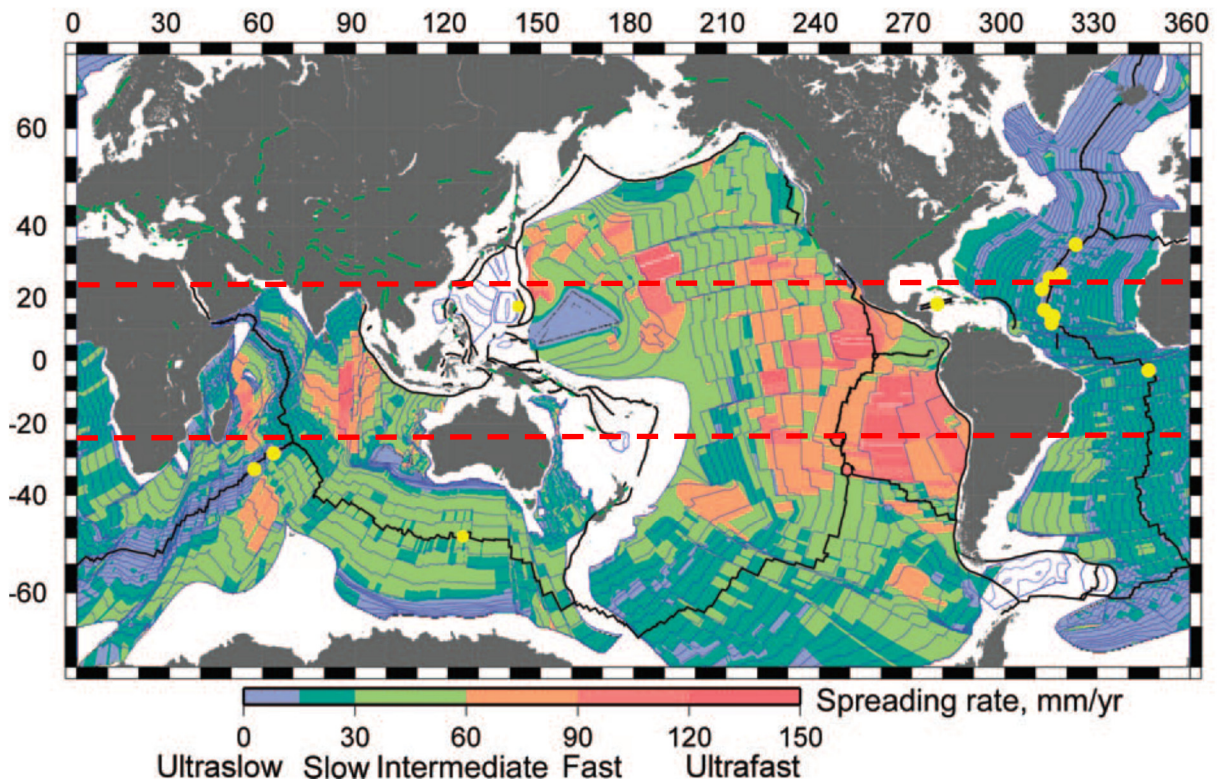 0 30 60 90 120 150 180 210 240 270 300 330 360
60
40
20
0
-20
-40
-60
Spreading rate, mm/yr
0 30 60 90 120 150
Ultraslow Slow Intermediate Fast Ultrafast